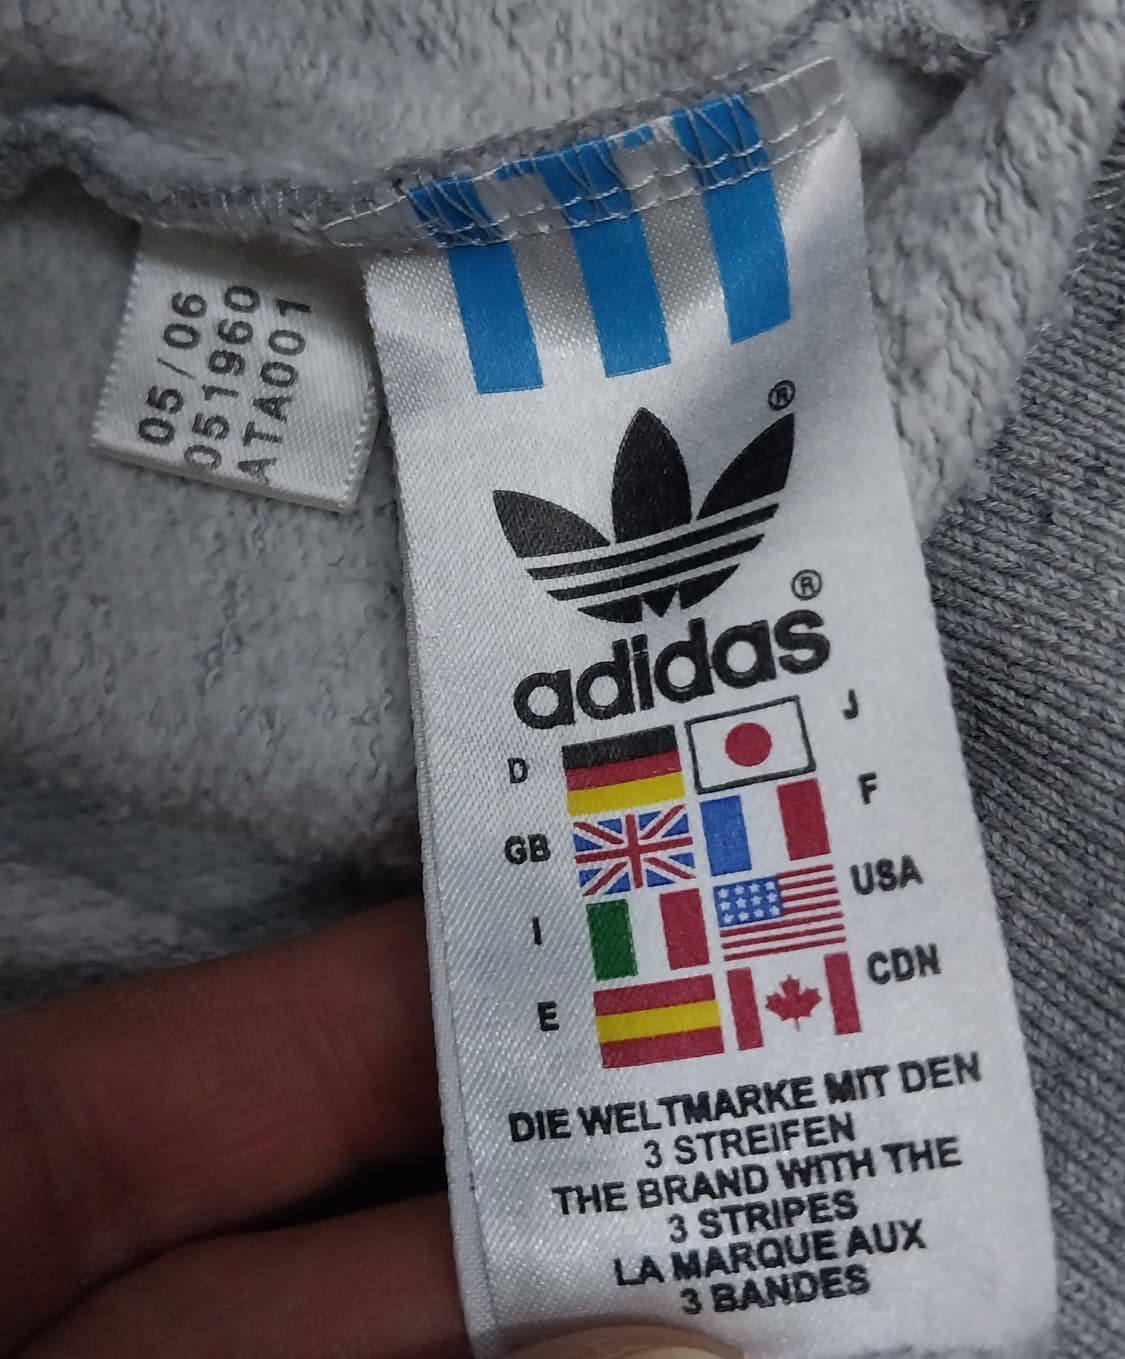 05/06
051960
ATA001
®
®
adidas
D
J
GB
F
I
USA
E
CDN
DIE WELTMARKE MIT DEN
3 STREIFEN
THE BRAND WITH THE
3 STRIPES
LA MARQUE AUX
3 BANDES